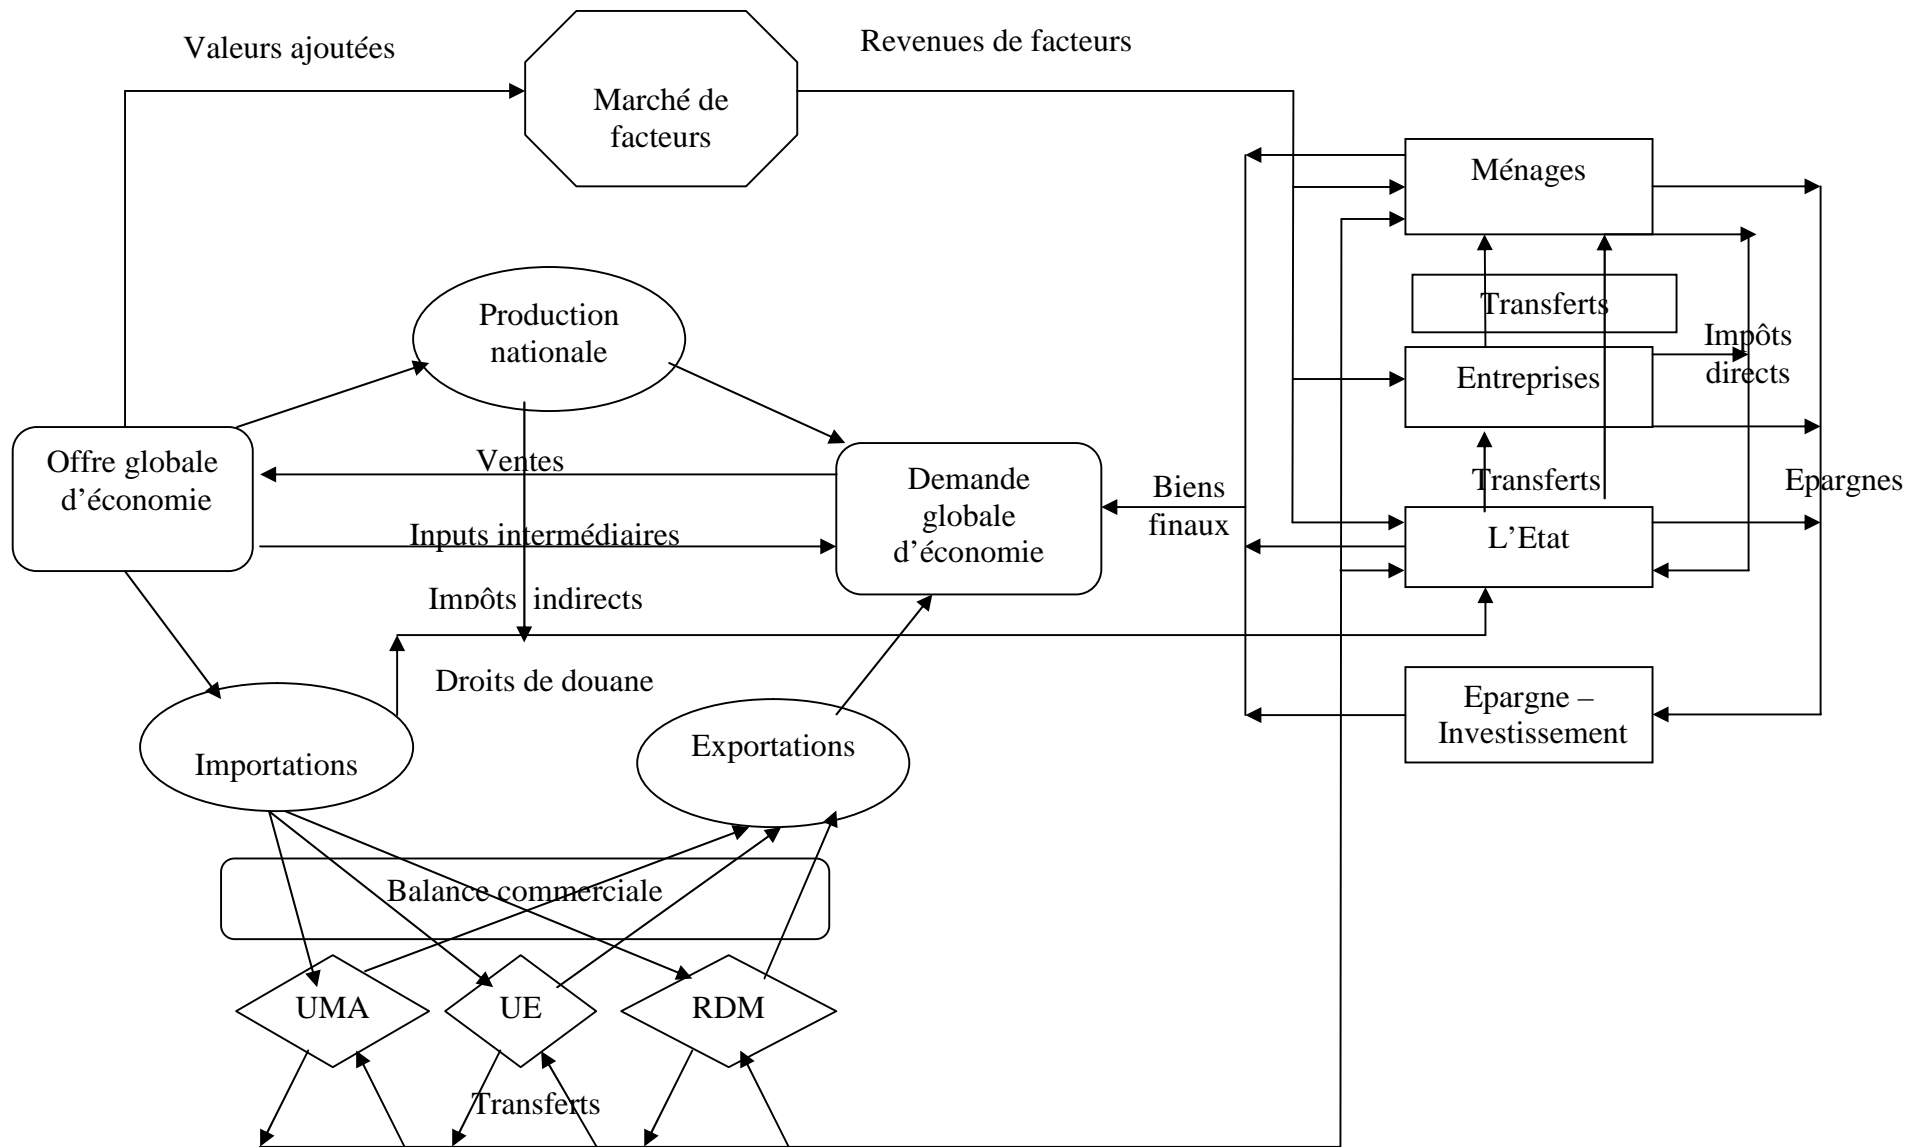 Valeurs ajoutées
Revenues de facteurs
Marché de
facteurs
Ménages
Production
nationale
Transferts
Impôts
directs
Entreprises
Offre globale
d’économie
Ventes
Demande
globale
d’économie
Biens
finaux
Transferts
Epargnes
Inputs intermédiaires
L’Etat
Impôts indirects
Droits de douane
Importations
Exportations
Epargne –
Investissement
Balance commerciale
UMA
UE
RDM
Transferts